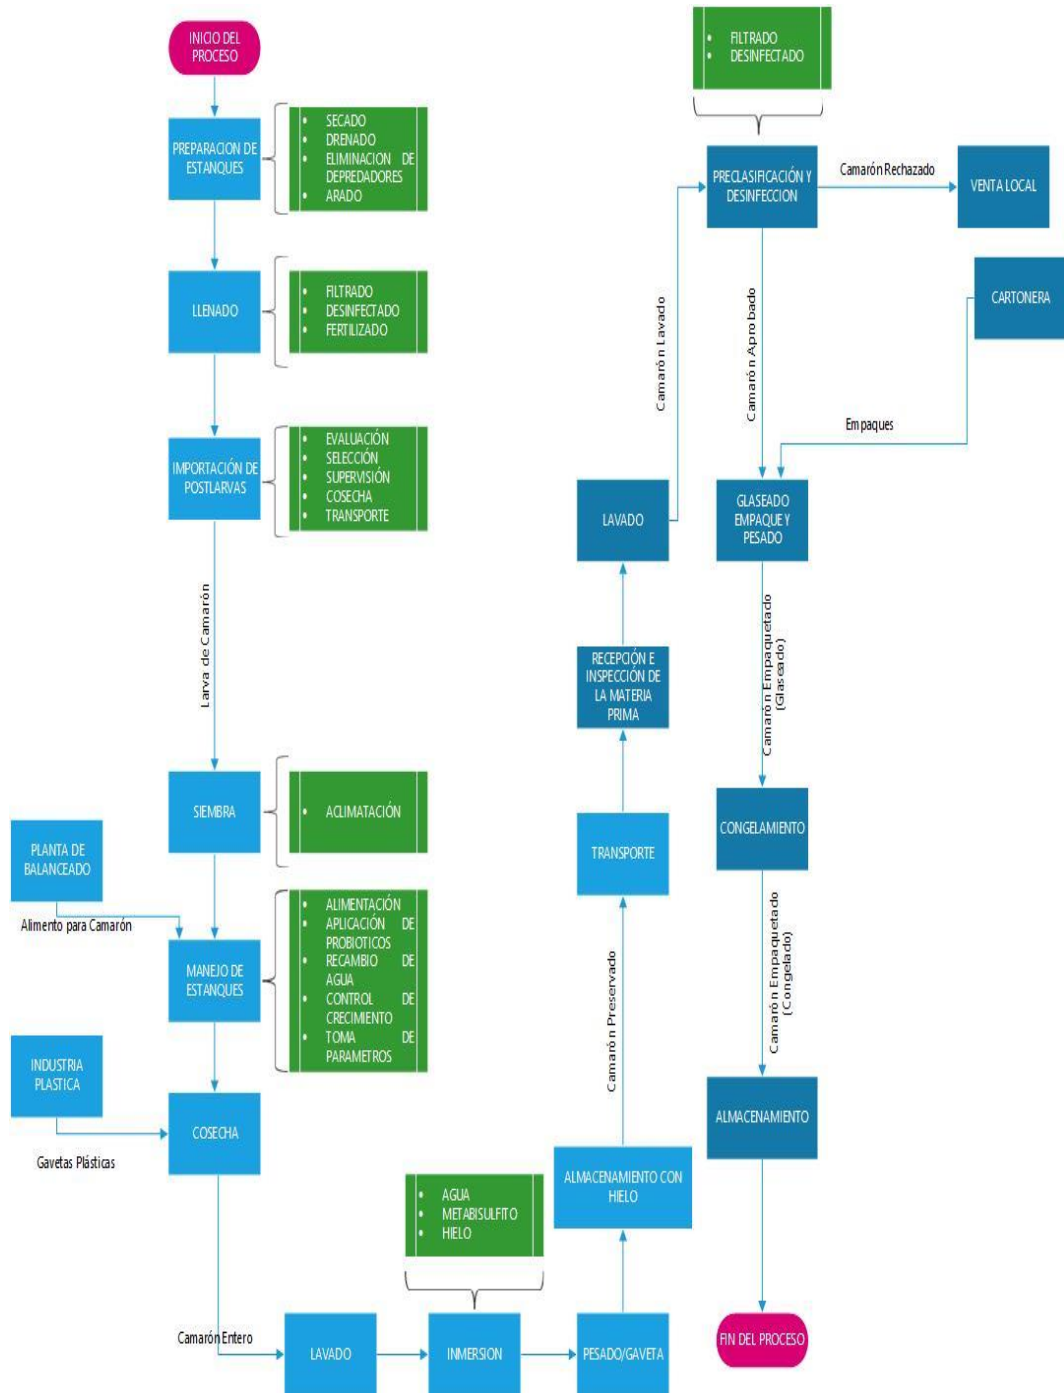 INICIO DEL
PROCESO
PREPARACION DE
ESTANQUES
• SECADO
• DRENADO
• ELIMINACION DE
DEPREDADORES
• ARADO
LLENADO
• FILTRADO
• DESINFECTADO
• FERTILIZADO
IMPORTACIÓN DE
POSTLARVAS
• EVALUACIÓN
• SELECCIÓN
• SUPERVISIÓN
• COSECHA
• TRANSPORTE
Larva de Camarón
SIEMBRA
• ACLIMATACIÓN
PLANTA DE
BALANCEADO
Alimento para Camarón
MANEJO DE
ESTANQUES
• ALIMENTACIÓN
• APLICACIÓN DE
PROBIOTICOS
• RECAMBIO DE
AGUA
• CONTROL DE
CRECIMIENTO
• TOMA DE
PARAMETROS
INDUSTRIA
PLASTICA
Gavetas Plásticas
COSECHA
Camarón Entero
LAVADO
• AGUA
• METABISULFITO
• HIELO
INMERSION
PESADO/GAVETA
ALMACENAMIENTO CON
HIELO
Camarón Preservado
TRANSPORTE
RECEPCIÓN E
INSPECCIÓN DE
LA MATERIA
PRIMA
LAVADO
Camarón Lavado
• FILTRADO
• DESINFECTADO
PRECLASIFICACIÓN Y
DESINFECCION
Camarón Rechazado
VENTA LOCAL
Camarón Aprobado
CARTONERA
Empaques
GLASEADO
EMPAQUE Y
PESADO
Camarón Empaquetado
(Glaseado)
CONGELAMIENTO
Camarón Empaquetado
(Congelado)
ALMACENAMIENTO
FIN DEL PROCESO